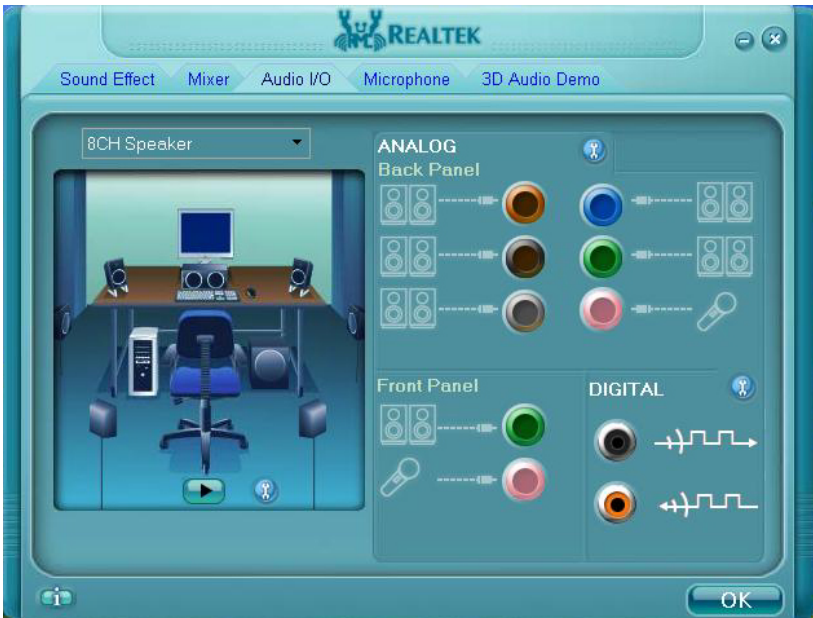 REALTEK
Sound Effect Mixer Audio I/O Microphone 3D Audio Demo
8CH Speaker
ANALOG
Back Panel
Front Panel
DIGITAL
OK